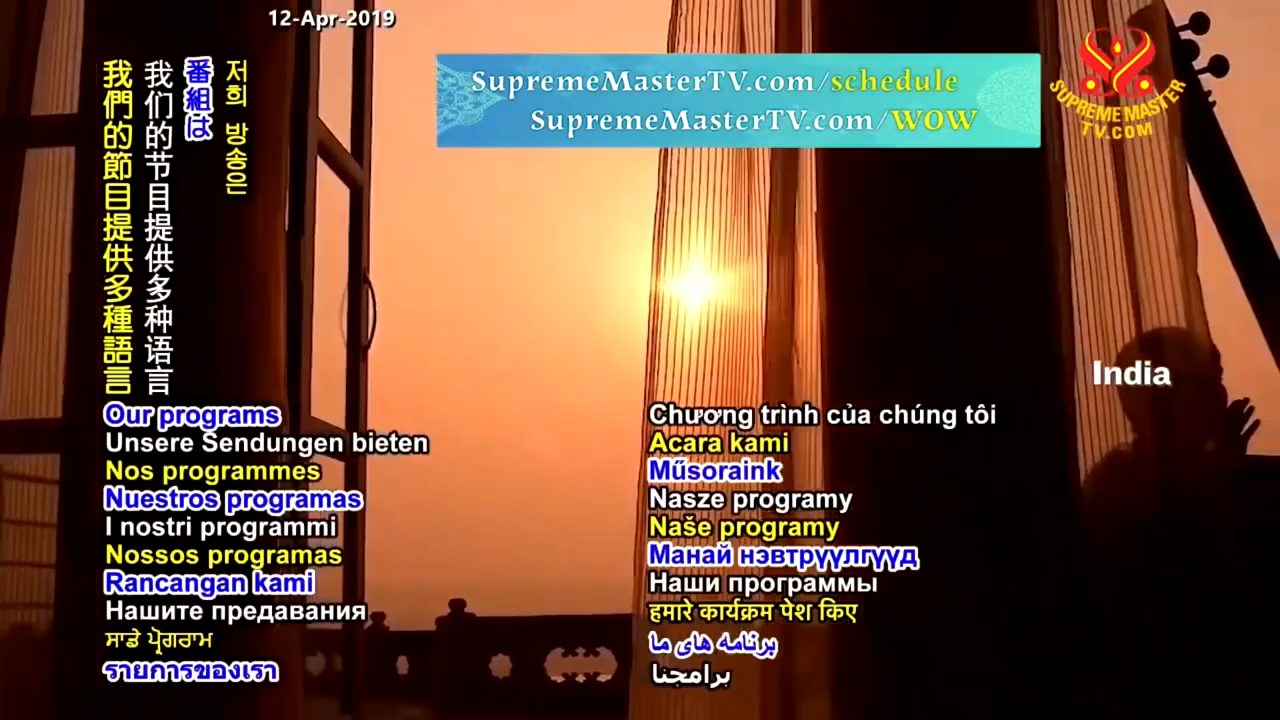 12-Apr-2019
SupremeMasterTV.com/schedule
SupremeMasterTV.com/WOW
SUPREME MASTER
TV.COM
我們的節目提供多種語言
我们的节目提供多种语言
番組は
저희 방송은
India
Our programs
Unsere Sendungen bieten
Nos programmes
Nuestros programas
I nostri programmi
Nossos programas
Rancangan kami
Нашите предавания
ਸਾਡੇ ਪ੍ਰੋਗਰਾਮ
รายการของเรา
Chương trình của chúng tôi
Acara kami
Műsoraink
Nasze programy
Naše programy
Манай нэвтрүүлгүүд
Наши программы
हमारे कार्यक्रम पेश किए
برنامه های ما
برامجنا